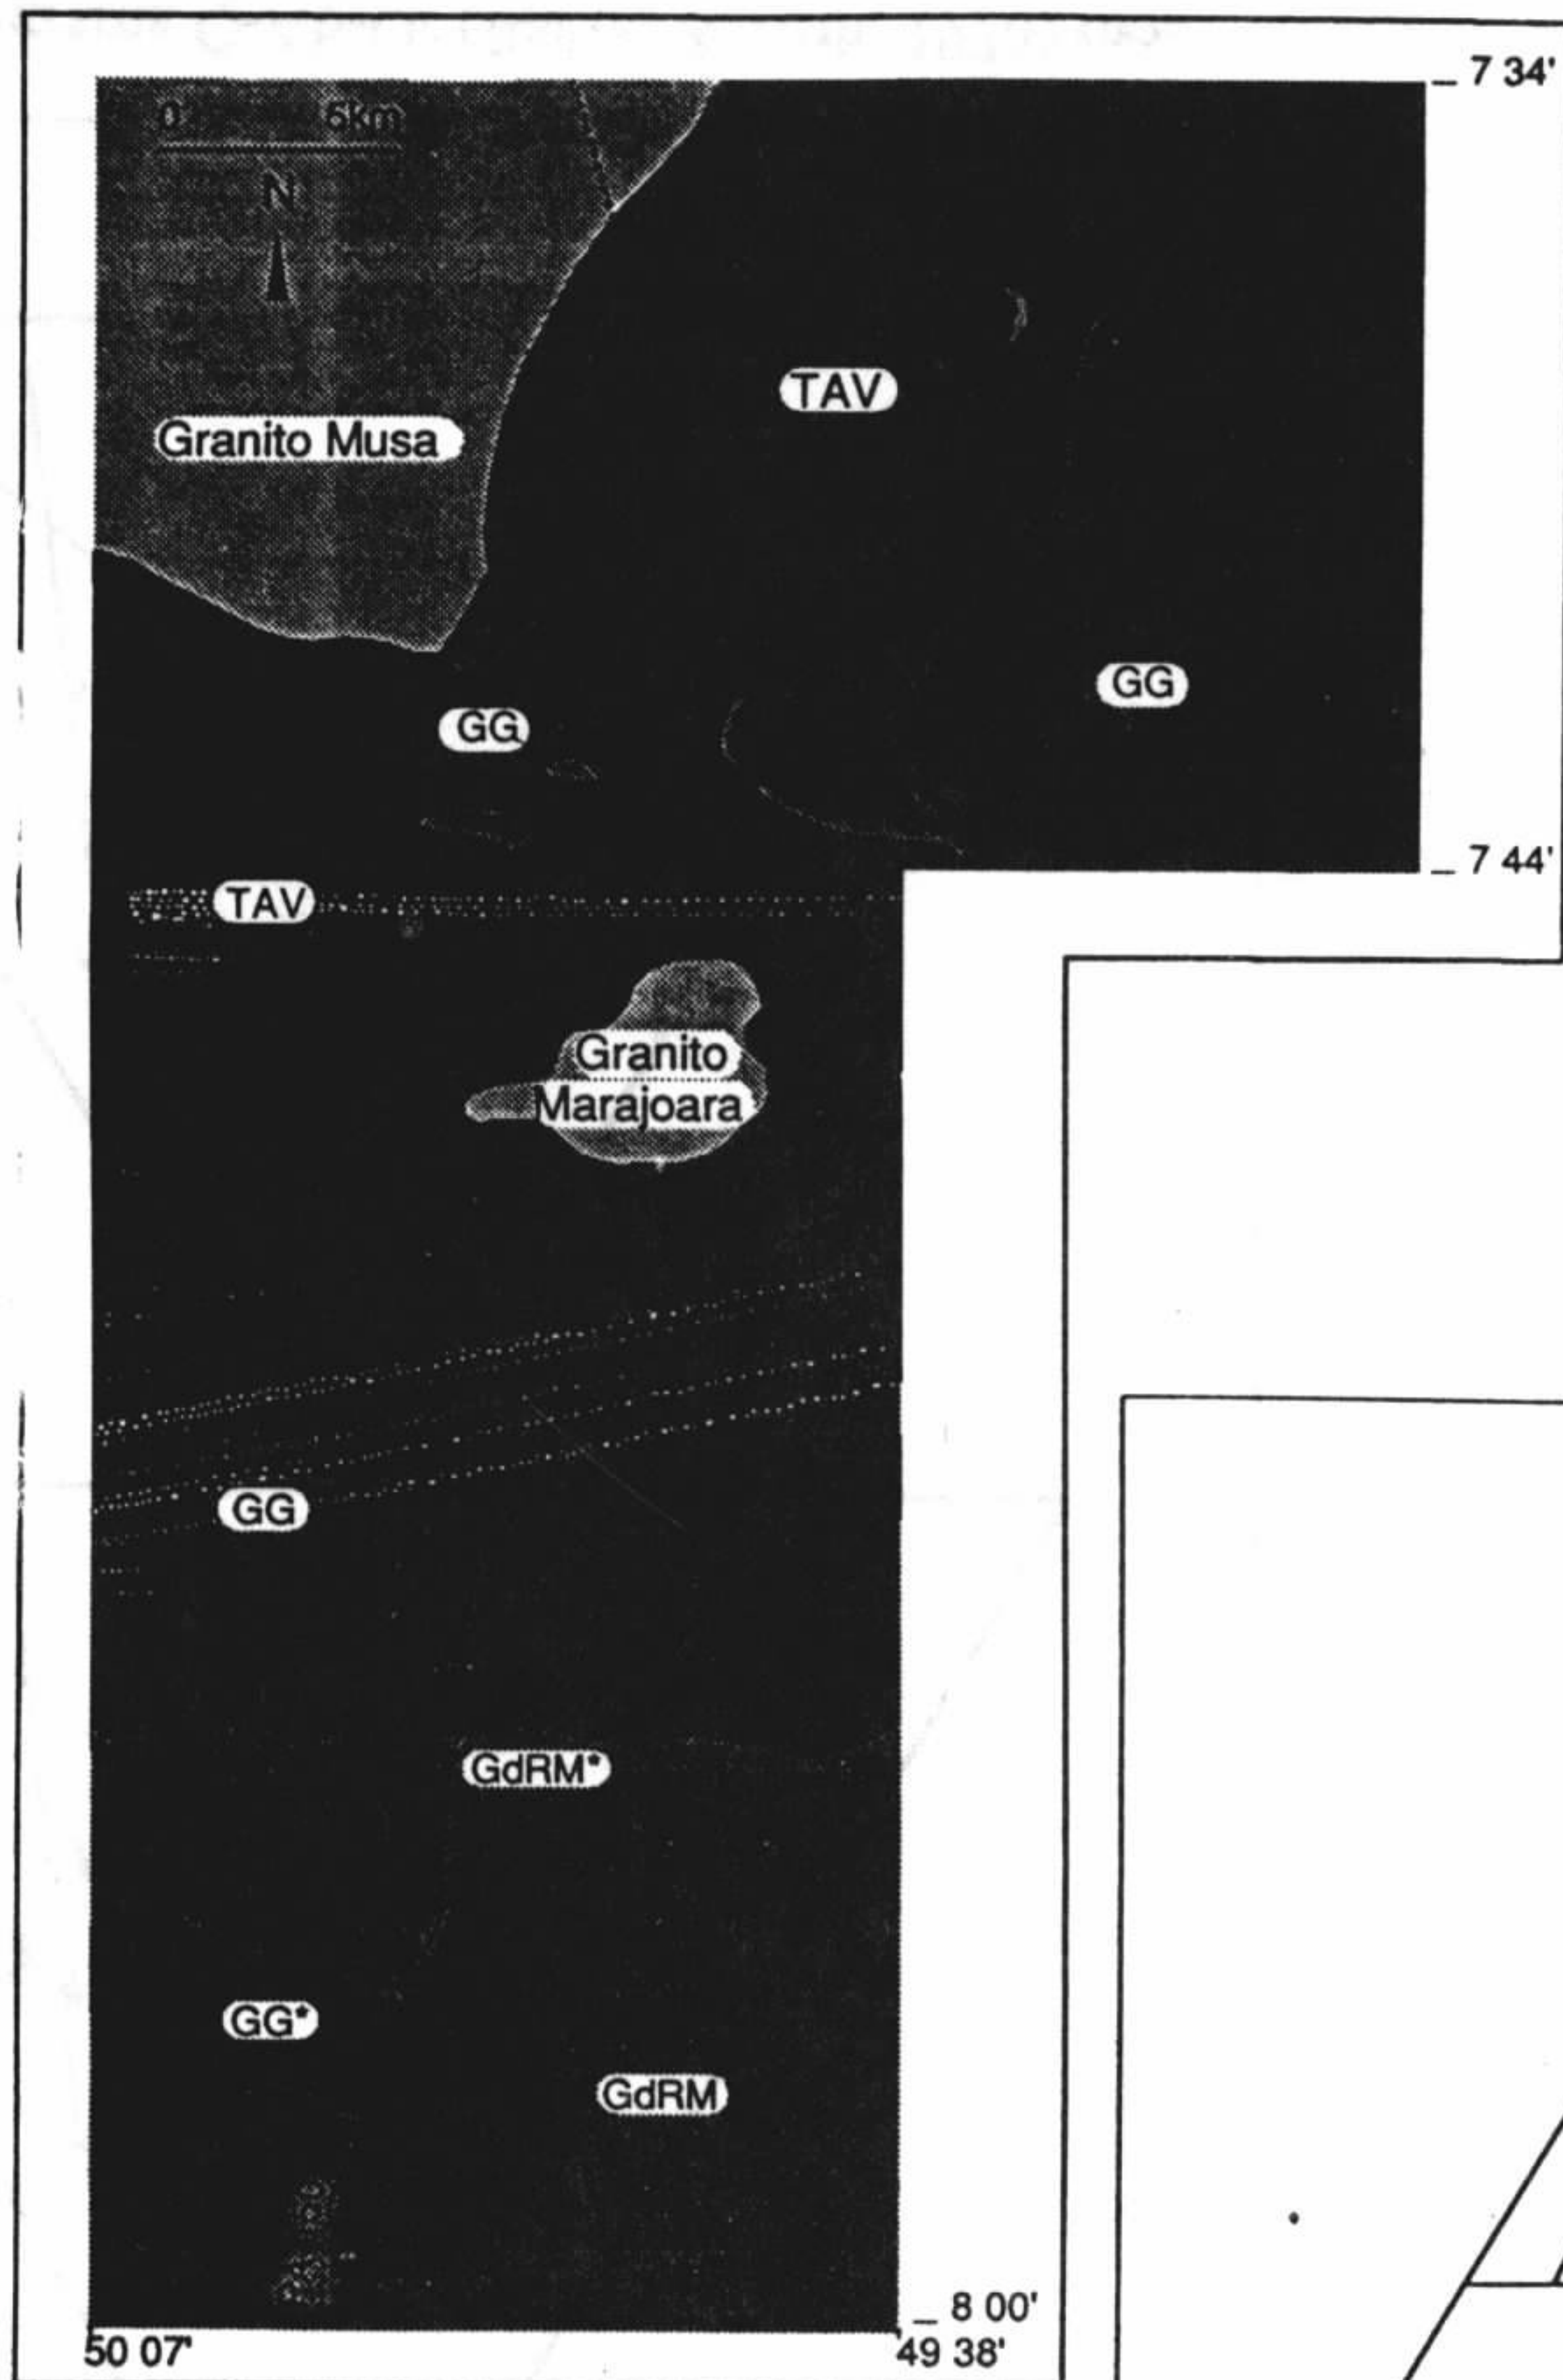 7 34'
0 5km
N
TAV
Granito Musa
GG
GG
7 44'
TAV
Granito
Marajoara
GG
GdRM*
GG*
GdRM
8 00'
50 07'
49 38'